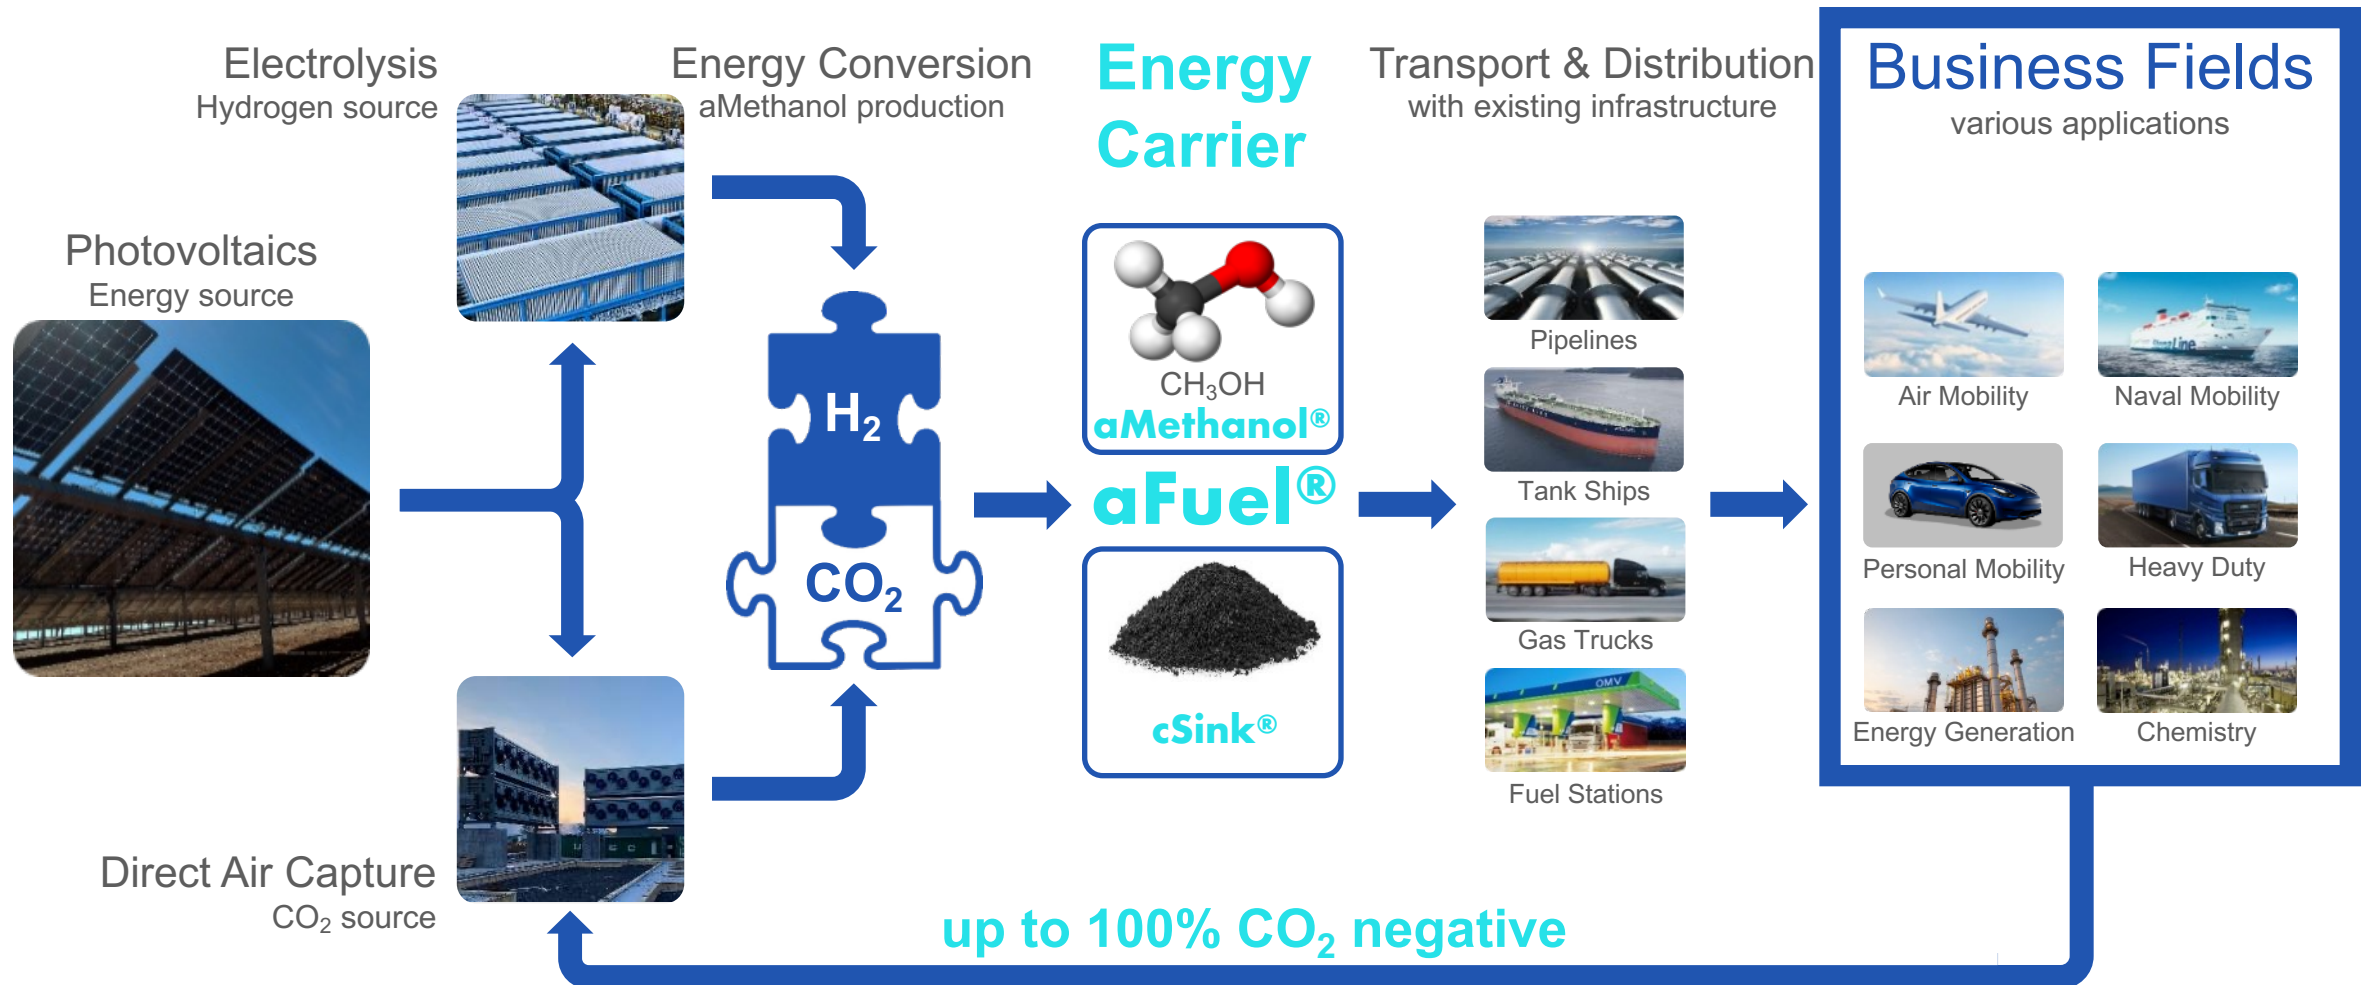 Electrolysis
Hydrogen source
Photovoltaics
Energy source
Direct Air Capture
CO₂ source
Energy Conversion
aMethanol production
H₂
CO₂
Energy
Carrier
CH₃OH
aMethanol®
aFuel®
cSink®
Transport & Distribution
with existing infrastructure
Pipelines
Tank Ships
Gas Trucks
OMV
Fuel Stations
Business Fields
various applications
Air Mobility
Naval Mobility
Personal Mobility
Heavy Duty
Energy Generation
Chemistry
up to 100% CO₂ negative